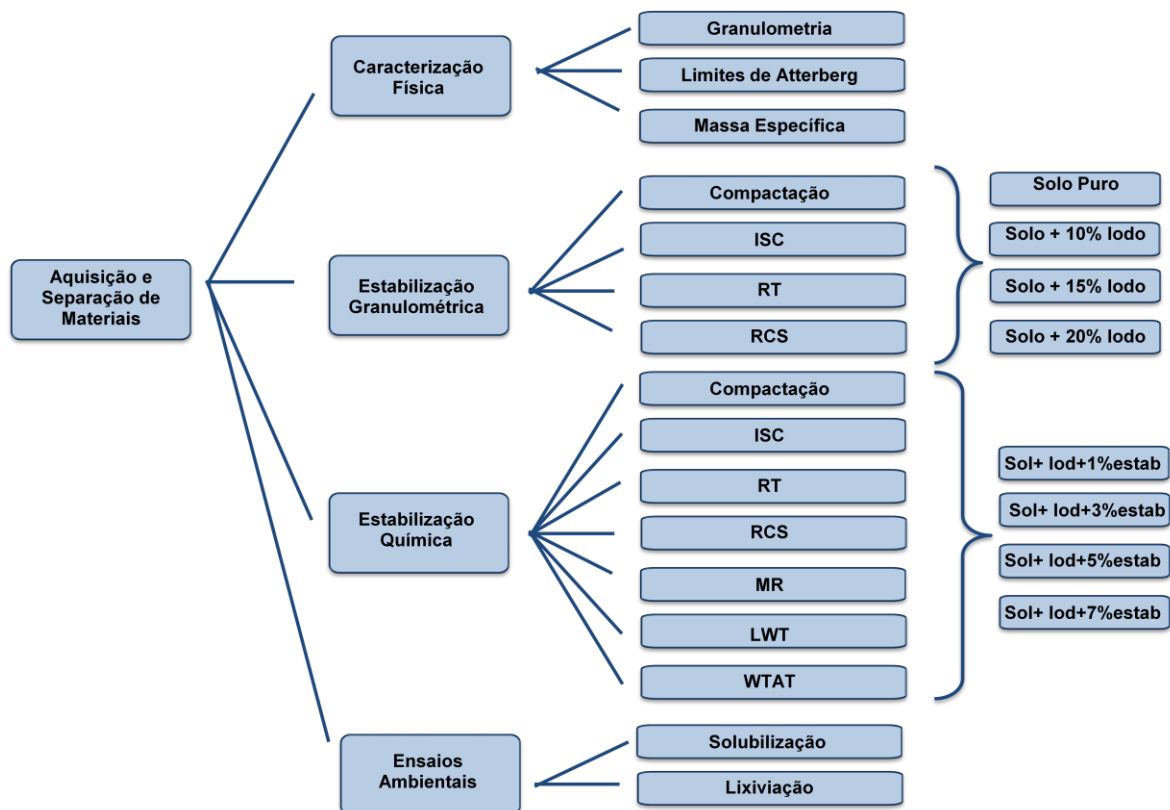 Aquisição e
Separação de
Materiais
Caracterização
Física
Granulometria
Limites de Atterberg
Massa Específica
Estabilização
Granulométrica
Compactação
ISC
RT
RCS
Solo Puro
Solo + 10% lodo
Solo + 15% lodo
Solo + 20% lodo
Estabilização
Química
Compactação
ISC
RT
RCS
MR
LWT
WTAT
Sol+ lod+1%estab
Sol+ lod+3%estab
Sol+ lod+5%estab
Sol+ lod+7%estab
Ensaios
Ambientais
Solubilização
Lixiviação